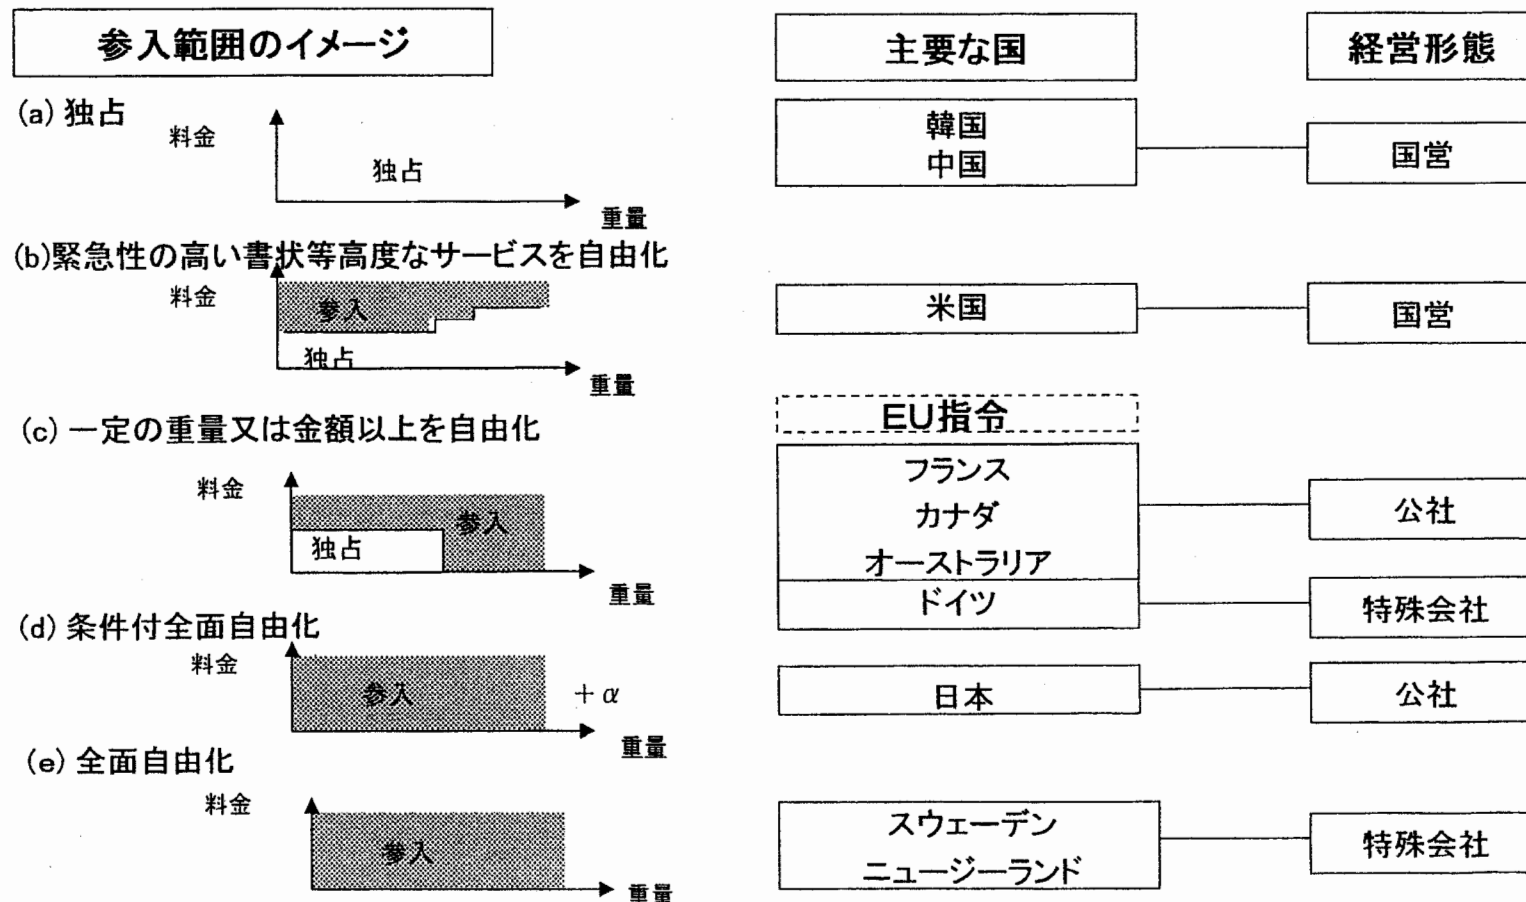 参入範囲のイメージ
主要な国
経営形態
(a) 独占
料金
独占
重量
韓国
中国
国営
(b)緊急性の高い書状等高度なサービスを自由化
料金
参入
独占
重量
米国
国営
(c) 一定の重量又は金額以上を自由化
料金
参入
独占
重量
EU指令
フランス
カナダ
オーストラリア
公社
ドイツ
特殊会社
(d) 条件付全面自由化
料金
参入
+α
重量
日本
公社
(e) 全面自由化
料金
参入
重量
スウェーデン
ニュージーランド
特殊会社